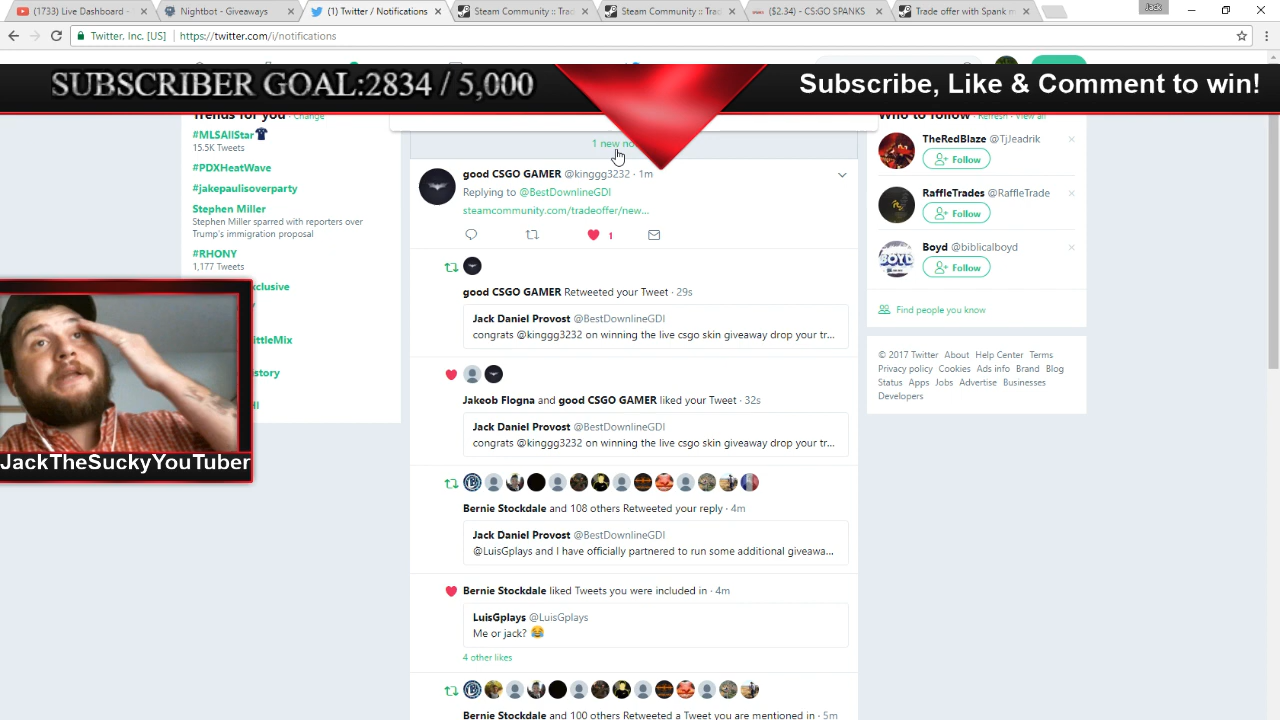 (1733) Live Dashboard -
Nightbot - Giveaways
(1) Twitter / Notifications
Steam Community :: Trad
Steam Community :: Trad
($2.34) - CS:GO SPANKS
Trade offer with Spank m
Jack
Twitter, Inc. [US] https://twitter.com/i/notifications
SUBSCRIBER GOAL:2834 / 5,000
Subscribe, Like & Comment to win!
Trends for you · Change
#MLSAllStar
15.5K Tweets
#PDXHeatWave
#jakepaulisoverparty
Stephen Miller
Stephen Miller sparred with reporters over
Trump's immigration proposal
#RHONY
1,177 Tweets
xclusive
ittleMix
istory
JackTheSuckyYouTuber
1 new no
good CSGO GAMER @kinggg3232 · 1m
Replying to @BestDownlineGDI
steamcommunity.com/tradeoffer/new...
1
good CSGO GAMER Retweeted your Tweet · 29s
Jack Daniel Provost @BestDownlineGDI
congrats @kinggg3232 on winning the live csgo skin giveaway drop your tr...
Jakeob Flogna and good CSGO GAMER liked your Tweet · 32s
Jack Daniel Provost @BestDownlineGDI
congrats @kinggg3232 on winning the live csgo skin giveaway drop your tr...
Bernie Stockdale and 108 others Retweeted your reply · 4m
Jack Daniel Provost @BestDownlineGDI
@LuisGplays and I have officially partnered to run some additional giveawa...
Bernie Stockdale liked Tweets you were included in · 4m
LuisGplays @LuisGplays
Me or jack? 😂
4 other likes
Bernie Stockdale and 100 others Retweeted a Tweet you are mentioned in · 5m
Who to follow · Refresh · View all
TheRedBlaze @TjJeadrik
Follow
RaffleTrades @RaffleTrade
Follow
Boyd @biblicalboyd
Follow
Find people you know
© 2017 Twitter About Help Center Terms
Privacy policy Cookies Ads info Brand Blog
Status Apps Jobs Advertise Businesses
Developers